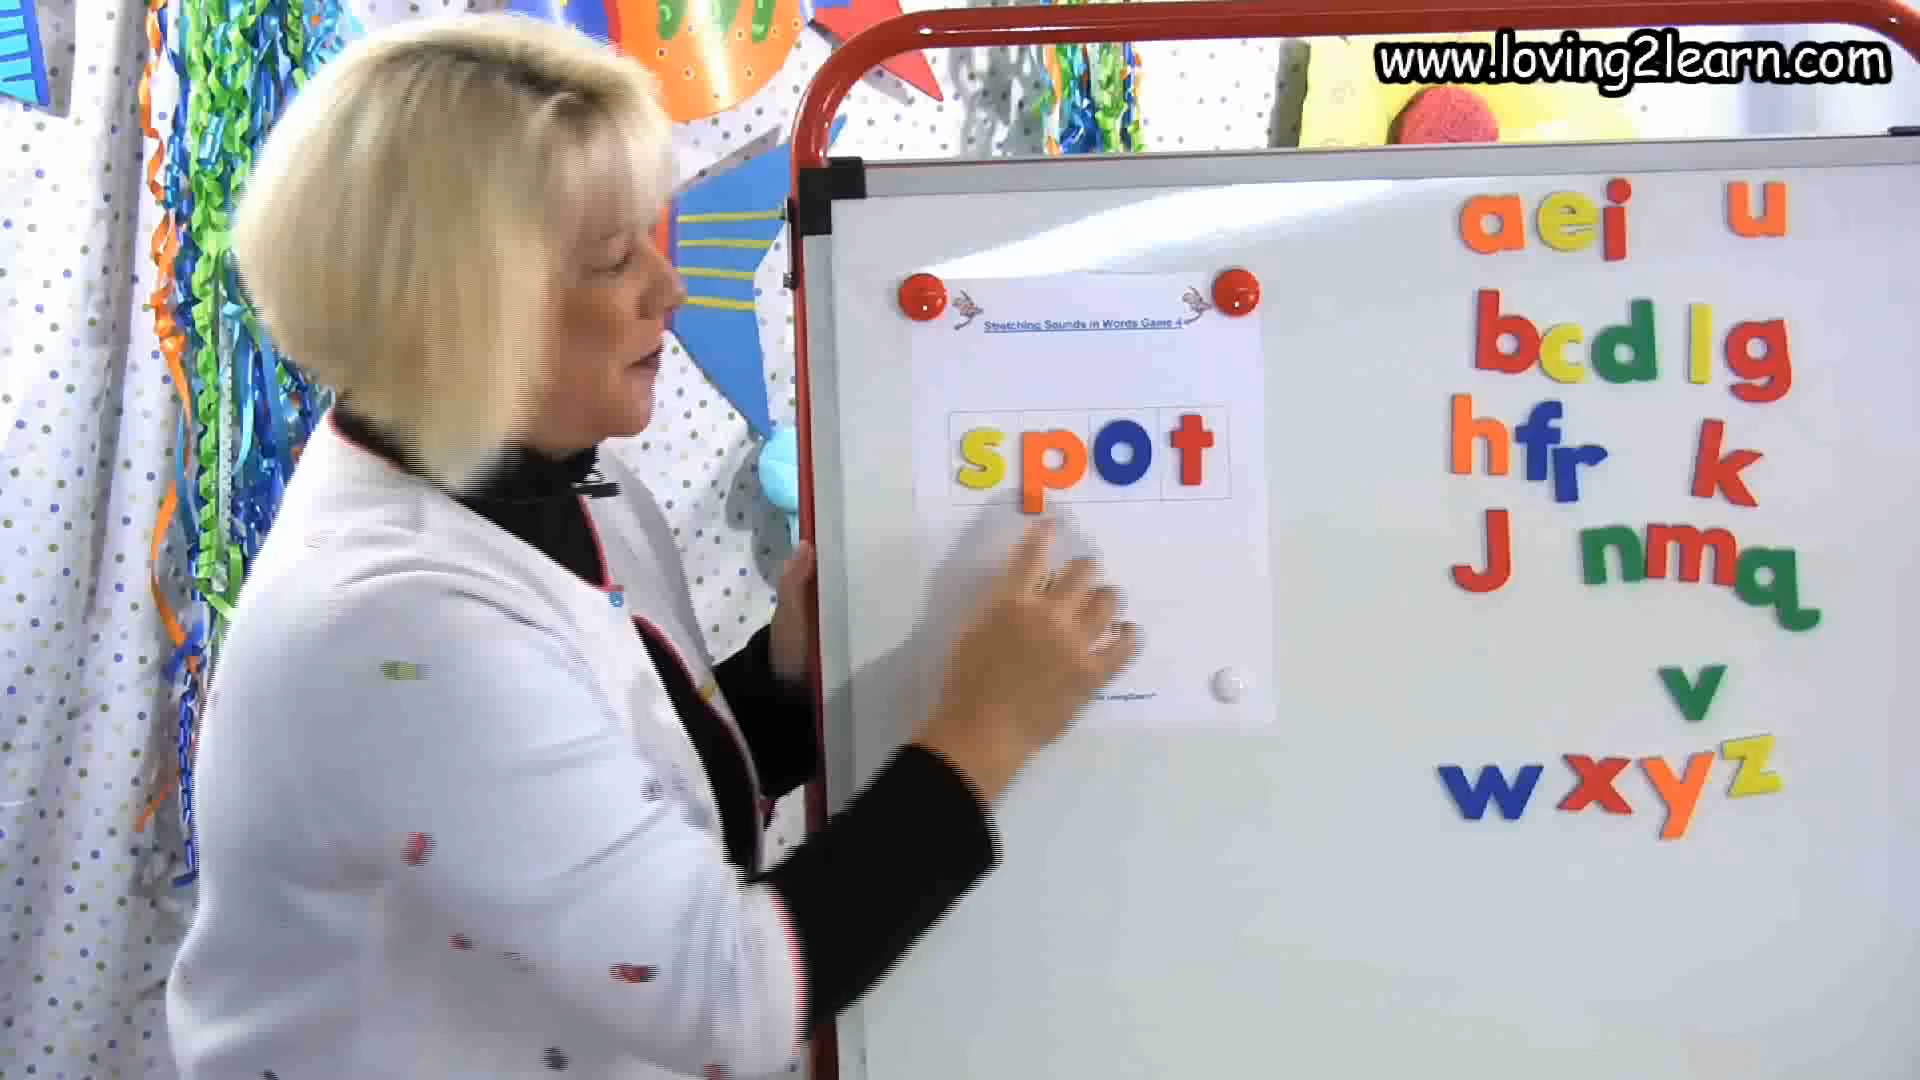 www.loving2learn.com
Stretching Sounds in Words Game 4
spot
aei u
bcd lg
hfr k
J nmq
v
wxyz